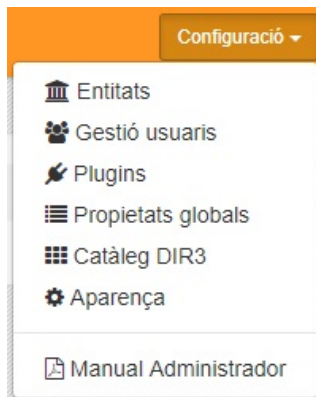 Configuració
Entitats
Gestió usuaris
Plugins
Propietats globals
Catàleg DIR3
Aparença
Manual Administrador